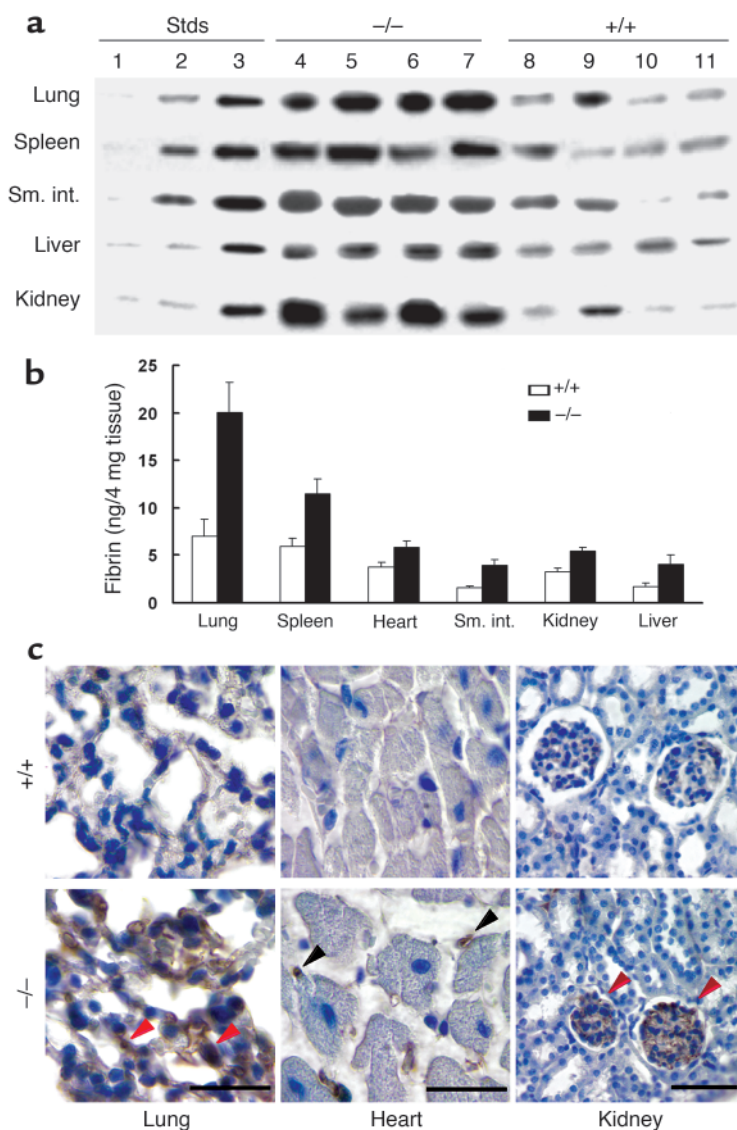 a
Stds –/– +/+
1 2 3 4 5 6 7 8 9 10 11
Lung
Spleen
Sm. int.
Liver
Kidney
b
Fibrin (ng/4 mg tissue)
25
20
15
10
5
0
+/+
–/–
Lung Spleen Heart Sm. int. Kidney Liver
c
+/+
–/–
Lung Heart Kidney